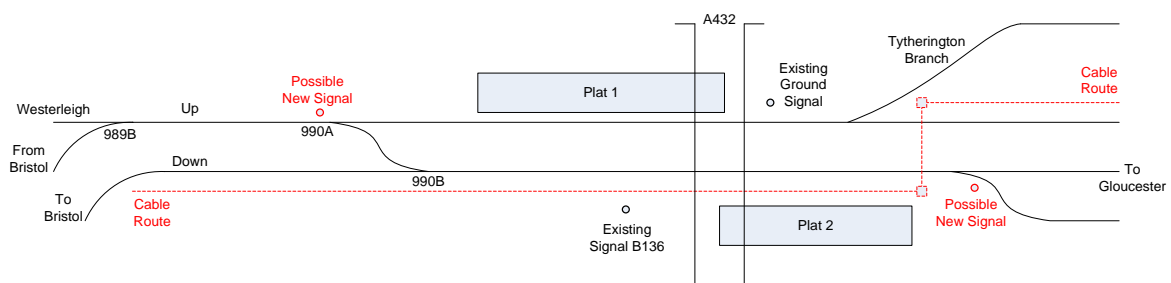 A432
Tytherington
Branch
Possible
New Signal
Existing
Ground
Signal
Cable
Route
Plat 1
Westerleigh
Up
989B
990A
From
Bristol
Down
990B
To
Bristol
Cable
Route
To
Gloucester
Existing
Signal B136
Plat 2
Possible
New Signal